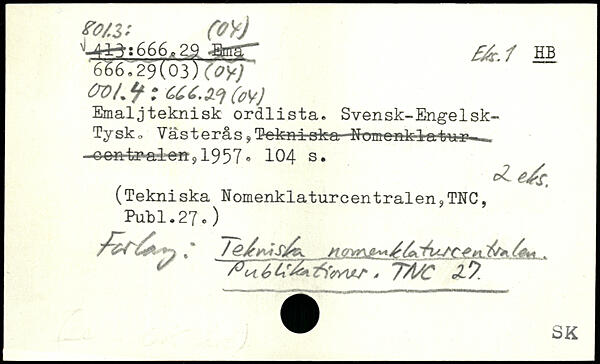 801.3: (04)
413:666.29 Ema Eks.1 HB
666.29(03)(04)
001.4:666.29(04)
Emaljteknisk ordlista. Svensk-Engelsk-
Tysk. Västerås,Tekniska Nomenklatur-
centralen,1957. 104 s.
2 eks.
(Tekniska Nomenklaturcentralen,TNC,
Publ.27.)
Forlag: Tekniska nomenklaturcentralen.
Publikationer. TNC 27.
SK